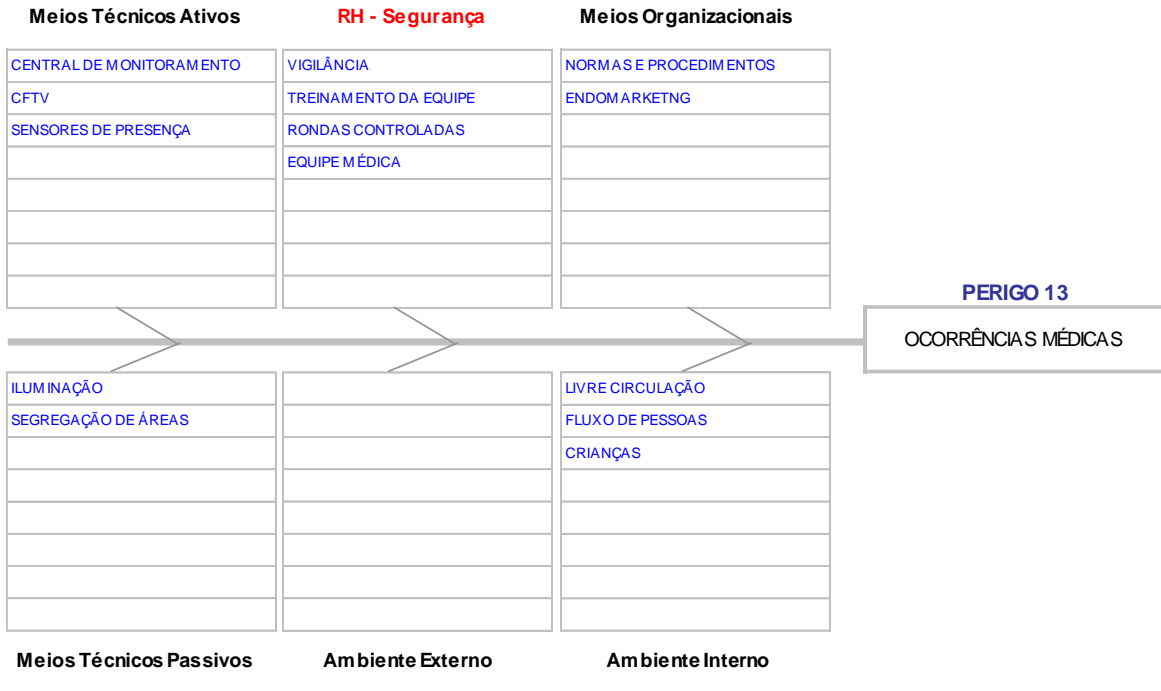 Meios Técnicos Ativos
RH - Segurança
Meios Organizacionais
CENTRAL DE MONITORAMENTO
VIGILÂNCIA
NORMAS E PROCEDIMENTOS
CFTV
TREINAMENTO DA EQUIPE
ENDOMARKETNG
SENSORES DE PRESENÇA
RONDAS CONTROLADAS
EQUIPE MÉDICA
PERIGO 13
OCORRÊNCIAS MÉDICAS
ILUMINAÇÃO
LIVRE CIRCULAÇÃO
SEGREGAÇÃO DE ÁREAS
FLUXO DE PESSOAS
CRIANÇAS
Meios Técnicos Passivos
Ambiente Externo
Ambiente Interno